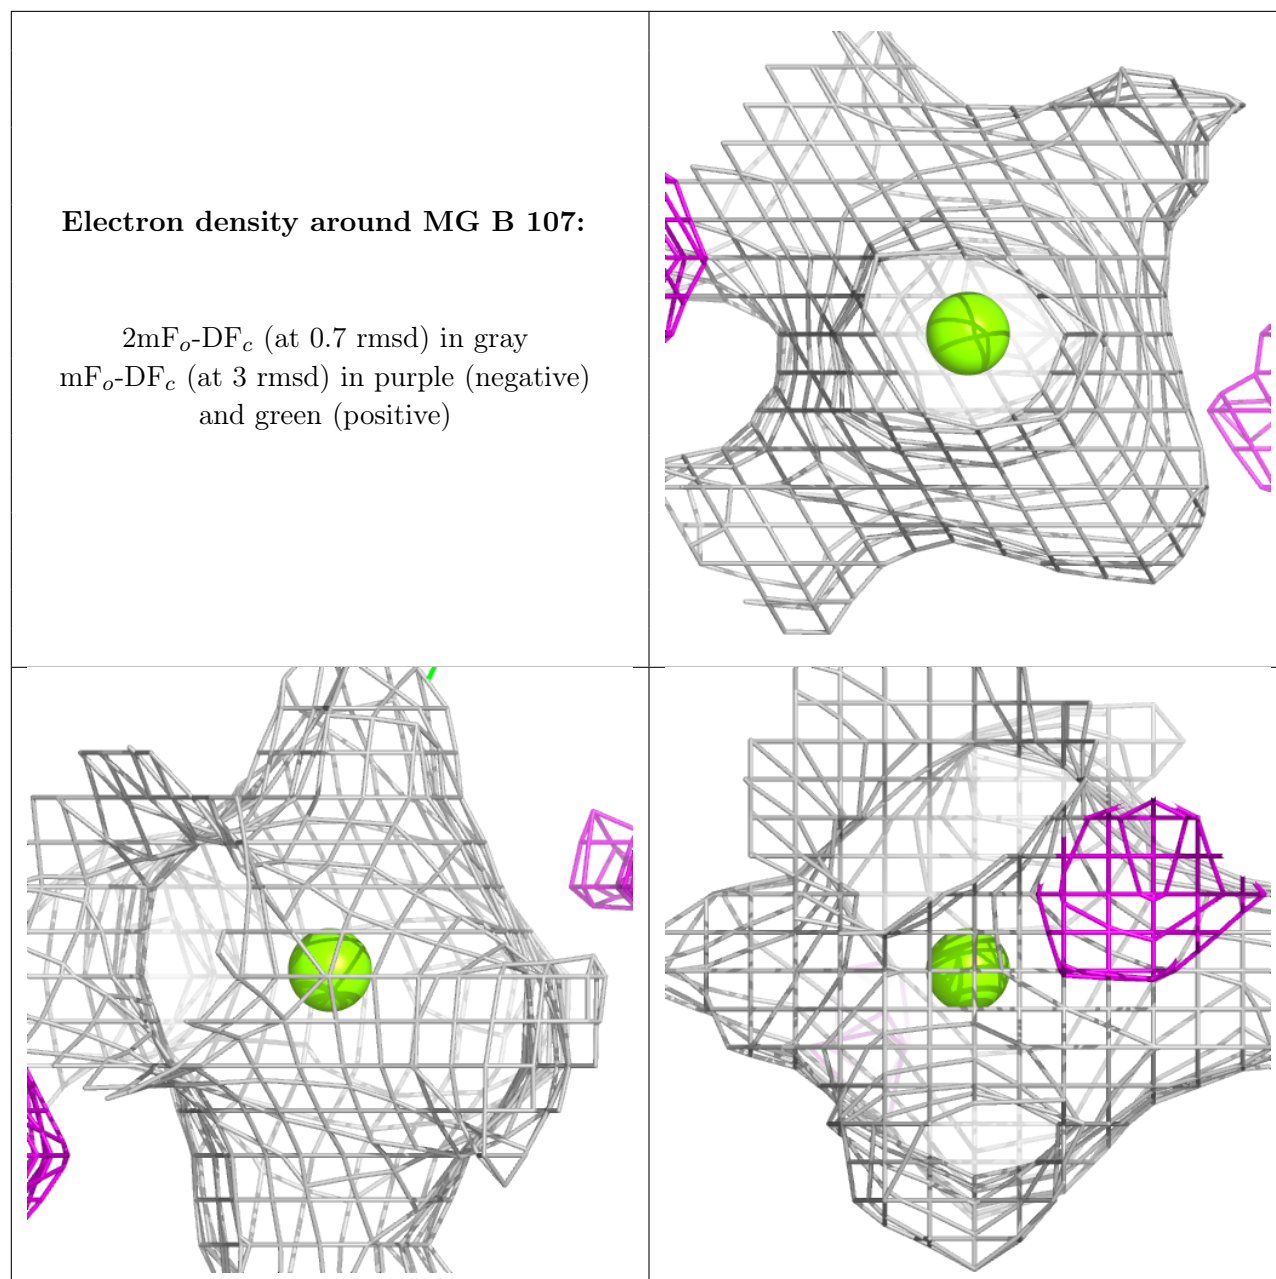 Electron density around MG B 107:
2mFo-DFc (at 0.7 rmsd) in gray
mFo-DFc (at 3 rmsd) in purple (negative)
and green (positive)